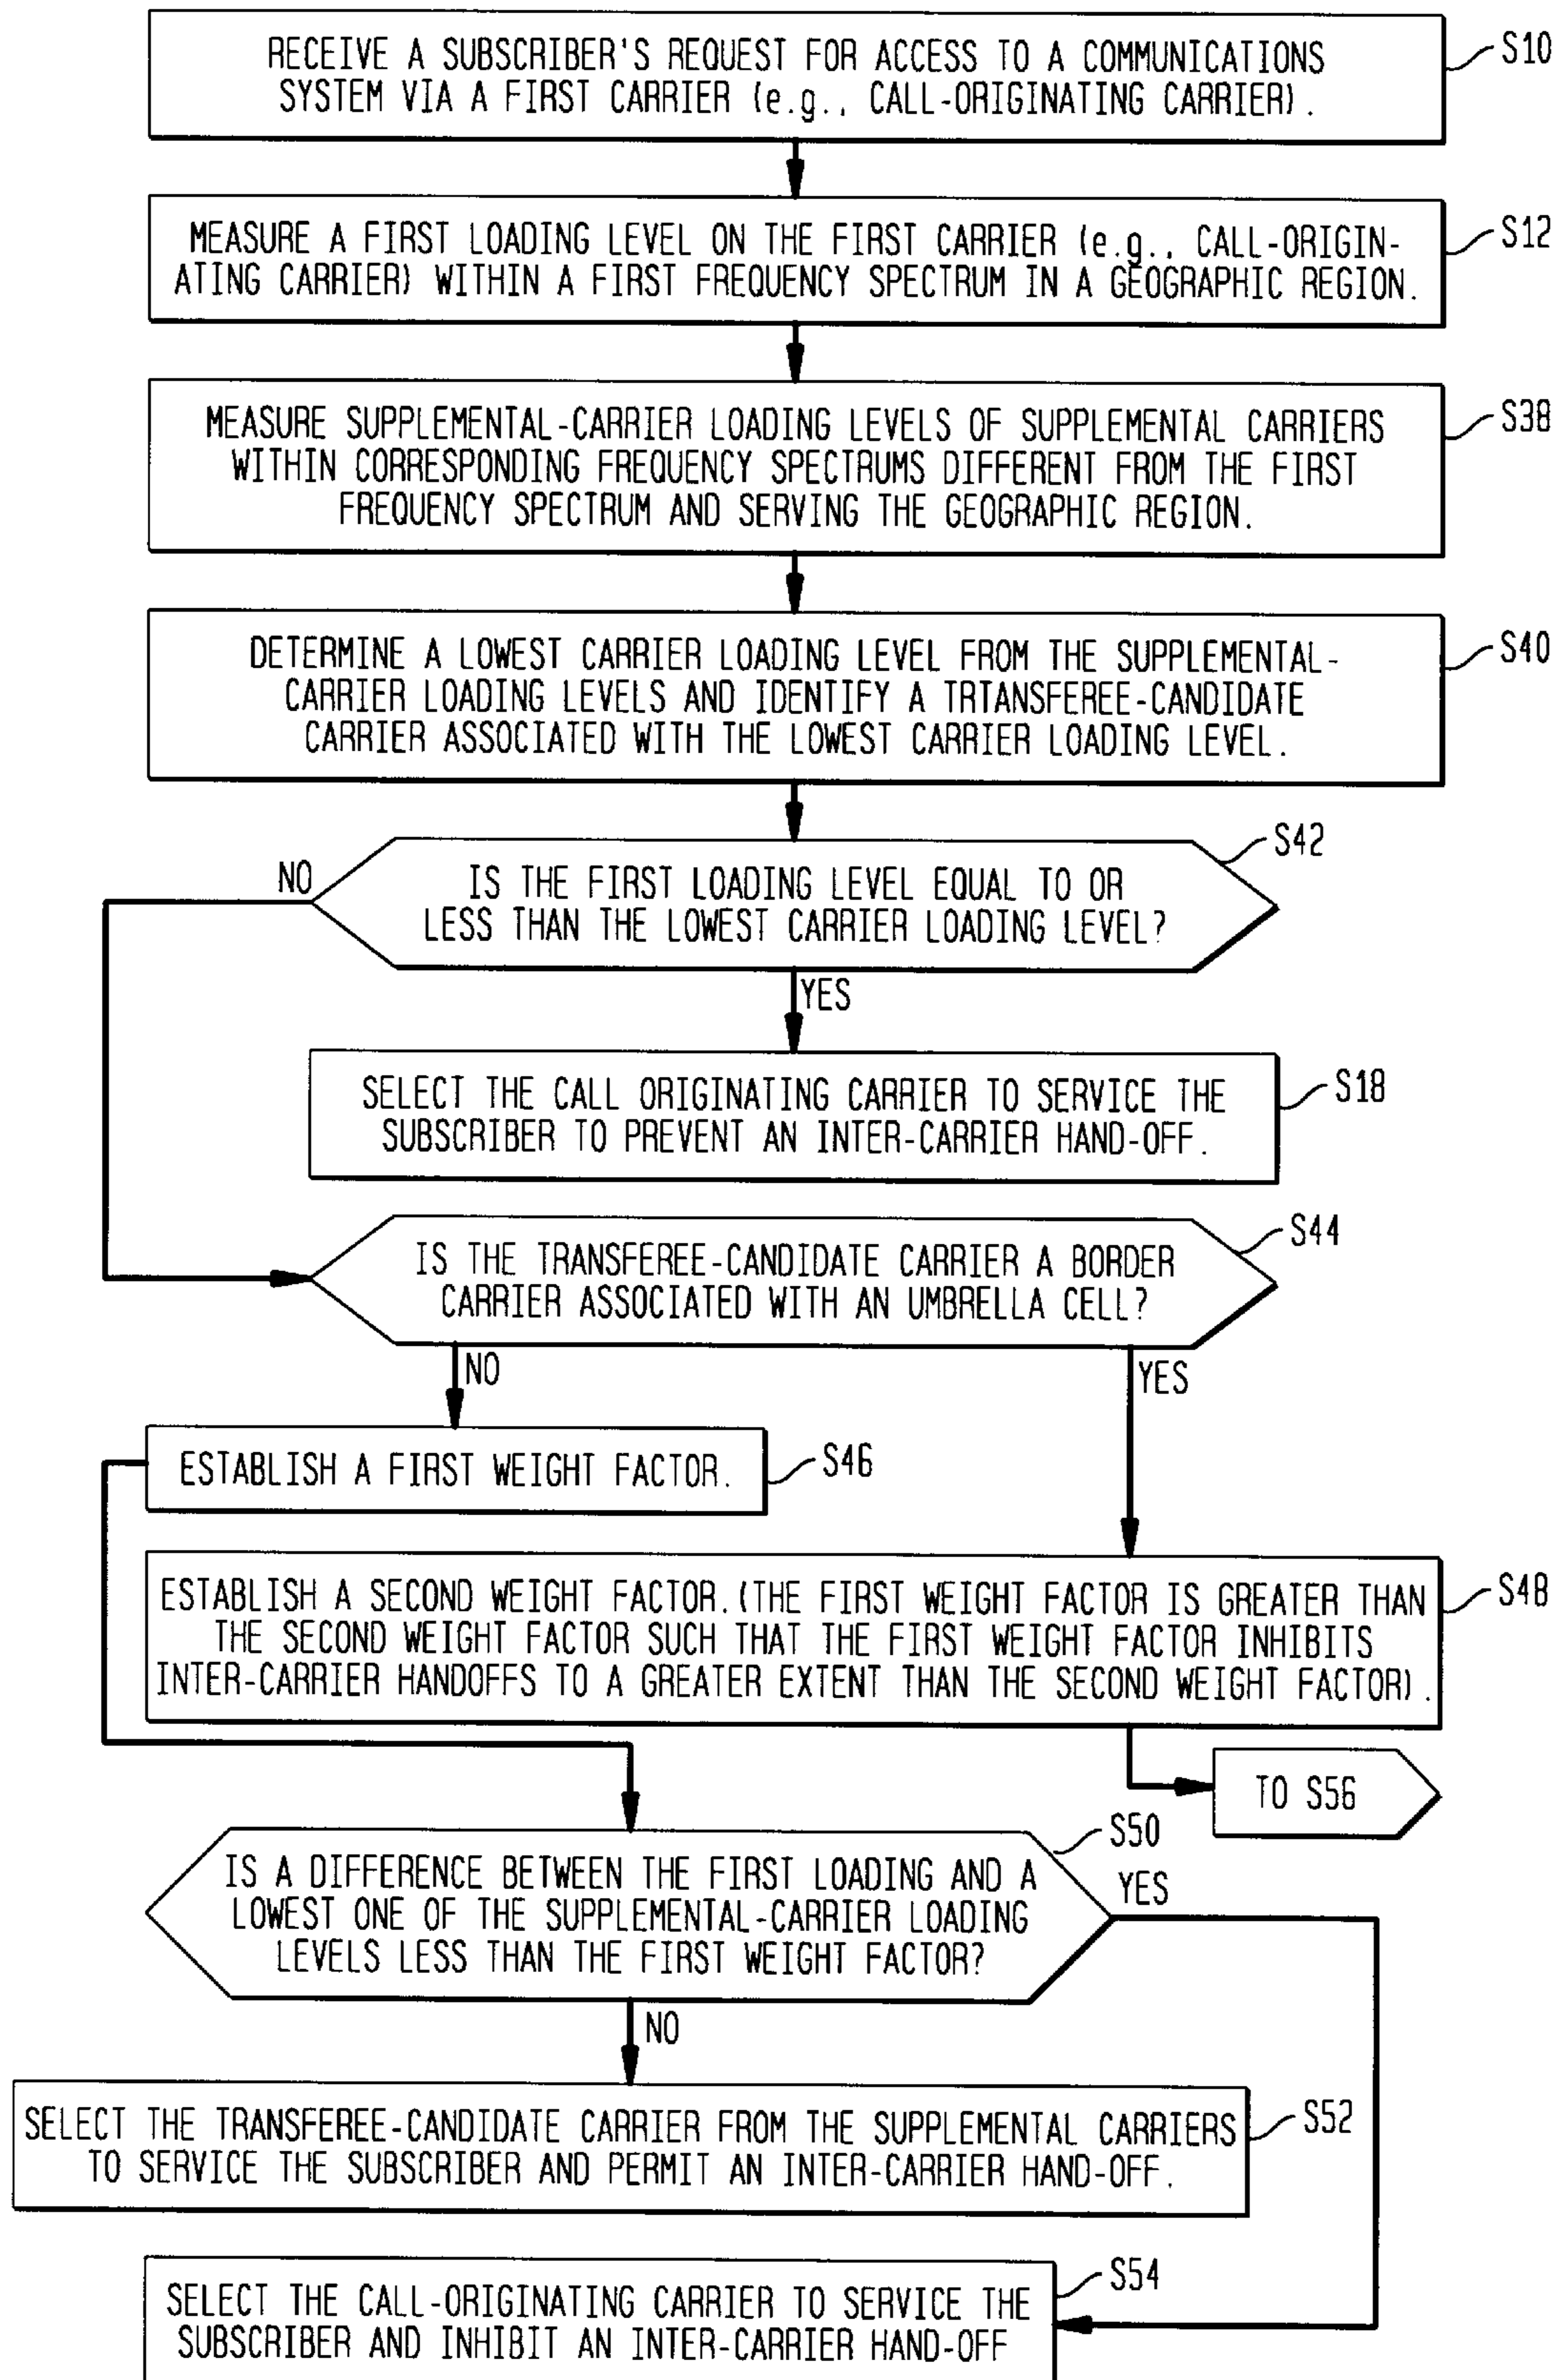 RECEIVE A SUBSCRIBER'S REQUEST FOR ACCESS TO A COMMUNICATIONS
SYSTEM VIA A FIRST CARRIER (e.g., CALL-ORIGINATING CARRIER).
S10
MEASURE A FIRST LOADING LEVEL ON THE FIRST CARRIER (e.g., CALL-ORIGIN-
ATING CARRIER) WITHIN A FIRST FREQUENCY SPECTRUM IN A GEOGRAPHIC REGION.
S12
MEASURE SUPPLEMENTAL-CARRIER LOADING LEVELS OF SUPPLEMENTAL CARRIERS
WITHIN CORRESPONDING FREQUENCY SPECTRUMS DIFFERENT FROM THE FIRST
FREQUENCY SPECTRUM AND SERVING THE GEOGRAPHIC REGION.
S38
DETERMINE A LOWEST CARRIER LOADING LEVEL FROM THE SUPPLEMENTAL-
CARRIER LOADING LEVELS AND IDENTIFY A TRTANSFEREE-CANDIDATE
CARRIER ASSOCIATED WITH THE LOWEST CARRIER LOADING LEVEL.
S40
IS THE FIRST LOADING LEVEL EQUAL TO OR
LESS THAN THE LOWEST CARRIER LOADING LEVEL?
S42
NO
YES
SELECT THE CALL ORIGINATING CARRIER TO SERVICE THE
SUBSCRIBER TO PREVENT AN INTER-CARRIER HAND-OFF.
S18
IS THE TRANSFEREE-CANDIDATE CARRIER A BORDER
CARRIER ASSOCIATED WITH AN UMBRELLA CELL?
S44
NO
YES
ESTABLISH A FIRST WEIGHT FACTOR.
S46
ESTABLISH A SECOND WEIGHT FACTOR.(THE FIRST WEIGHT FACTOR IS GREATER THAN
THE SECOND WEIGHT FACTOR SUCH THAT THE FIRST WEIGHT FACTOR INHIBITS
INTER-CARRIER HANDOFFS TO A GREATER EXTENT THAN THE SECOND WEIGHT FACTOR).
S48
TO S56
IS A DIFFERENCE BETWEEN THE FIRST LOADING AND A
LOWEST ONE OF THE SUPPLEMENTAL-CARRIER LOADING
LEVELS LESS THAN THE FIRST WEIGHT FACTOR?
S50
YES
NO
SELECT THE TRANSFEREE-CANDIDATE CARRIER FROM THE SUPPLEMENTAL CARRIERS
TO SERVICE THE SUBSCRIBER AND PERMIT AN INTER-CARRIER HAND-OFF.
S52
SELECT THE CALL-ORIGINATING CARRIER TO SERVICE THE
SUBSCRIBER AND INHIBIT AN INTER-CARRIER HAND-OFF
S54